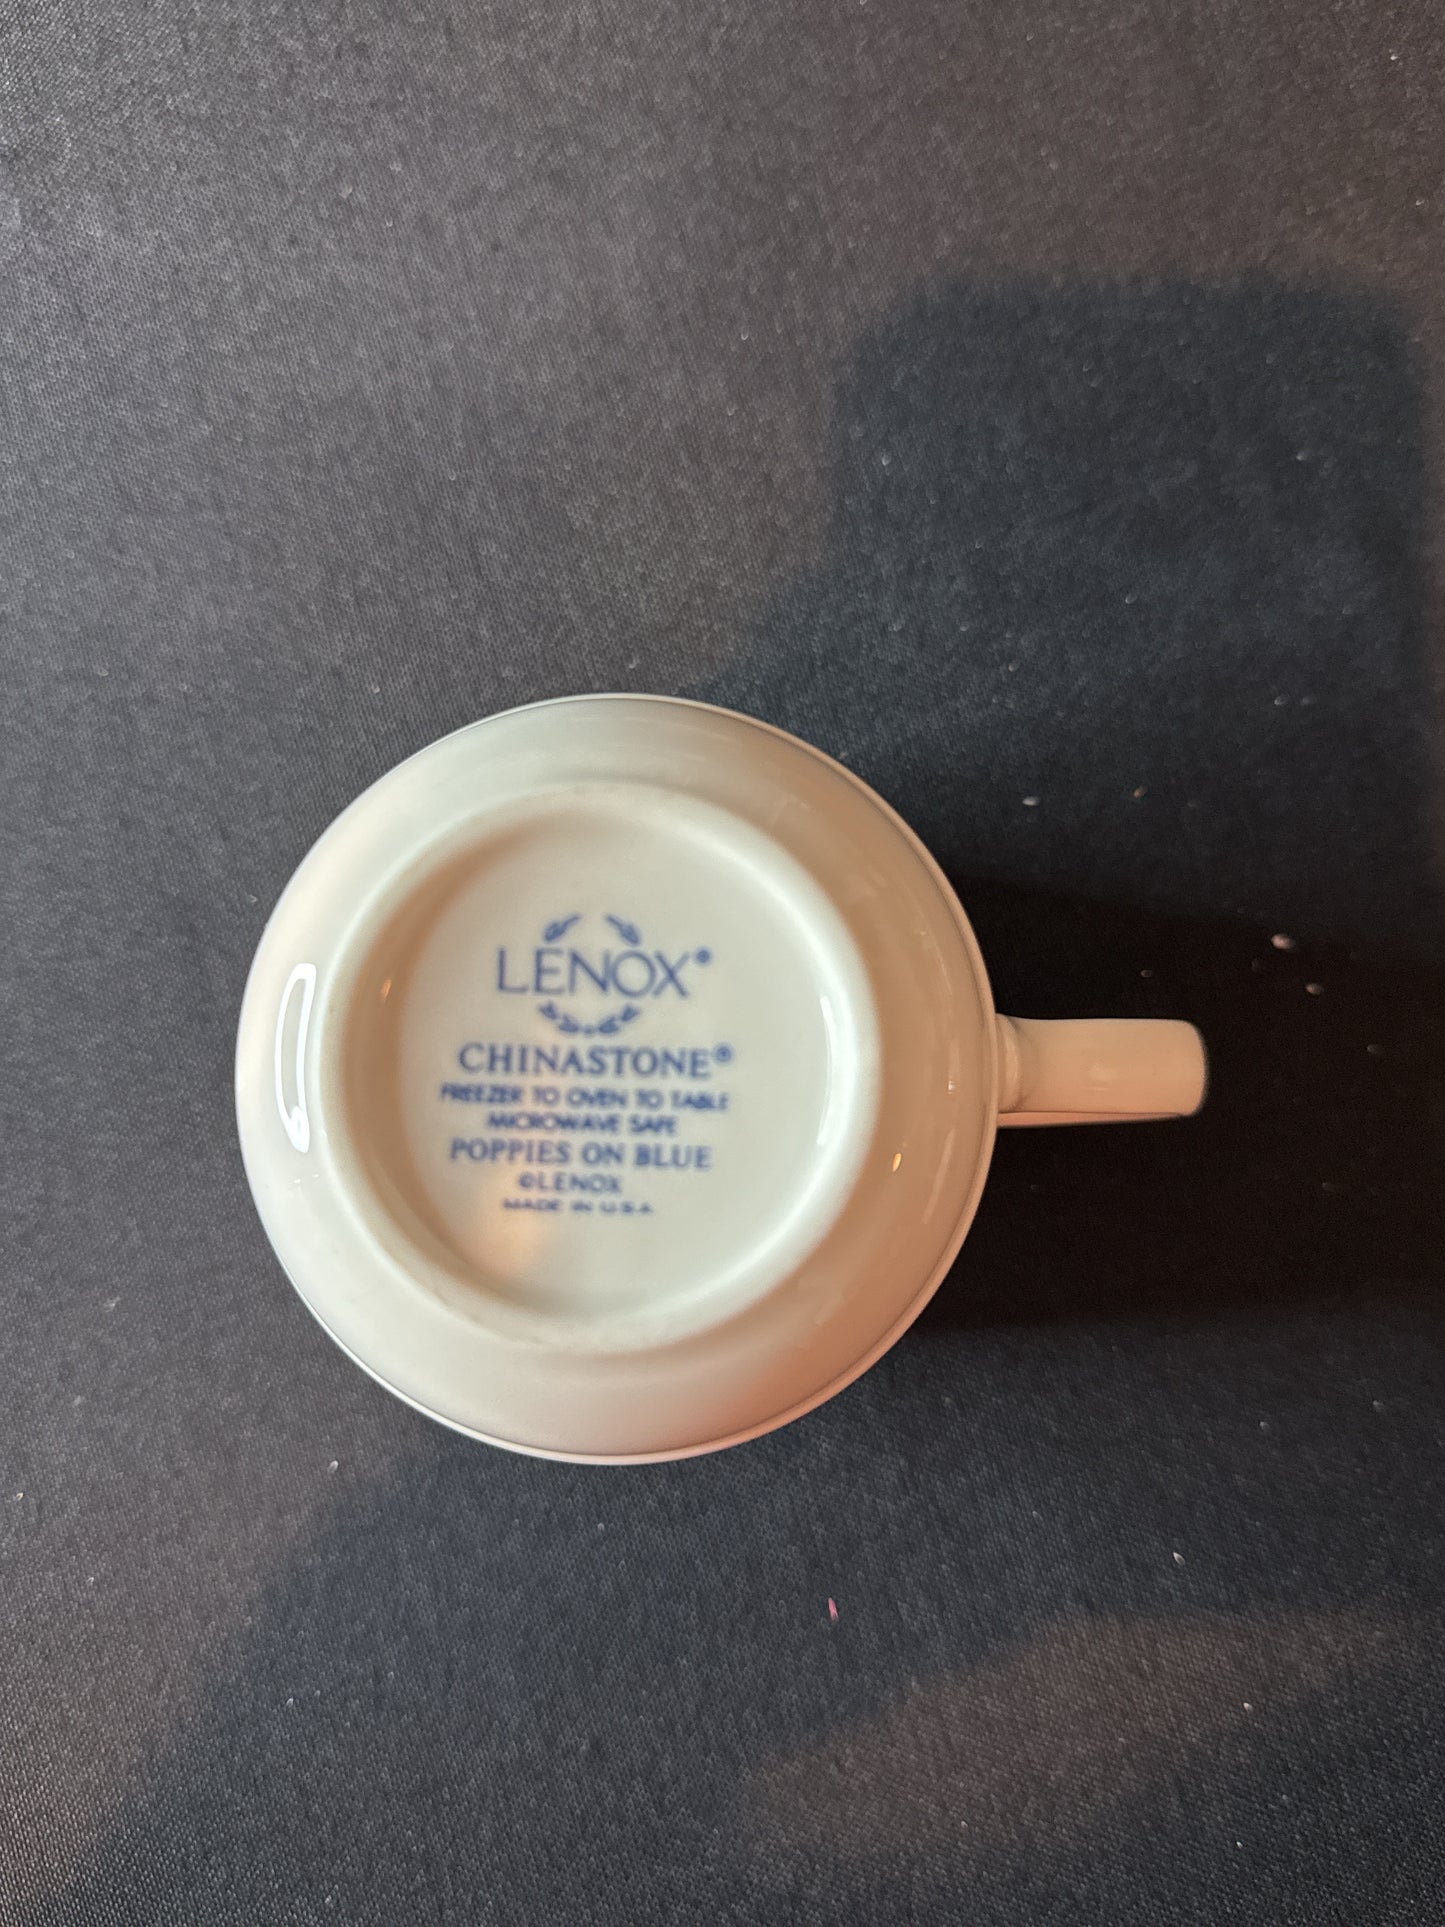 LENOX®
CHINASTONE®
FREEZER TO OVEN TO TABLE
MICROWAVE SAFE
POPPIES ON BLUE
©LENOX
MADE IN U.S.A.